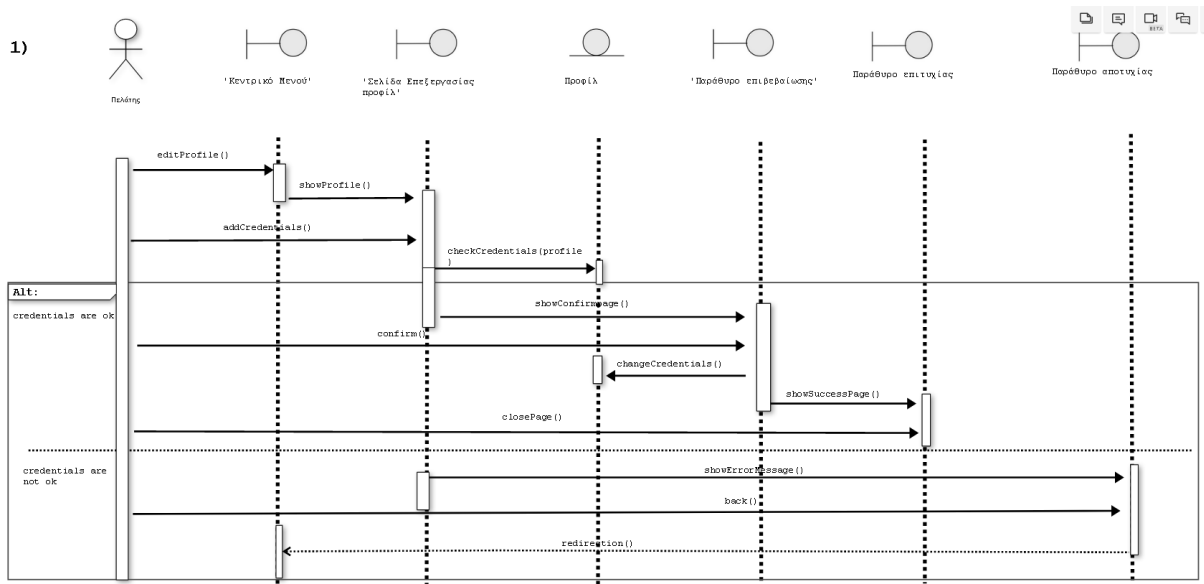 1)
Πελάτης
'Κεντρικό Μενού'
'Σελίδα Επεξεργασίας
προφίλ'
Προφίλ
'Παράθυρο επιβεβαίωσης'
Παράθυρο επιτυχίας
Παράθυρο αποτυχίας
BETA
editProfile()
showProfile()
addCredentials()
checkCredentials(profile
)
Alt:
credentials are ok
showConfirmpage()
confirm()
changeCredentials()
showSuccessPage()
closePage()
credentials are
not ok
showErrorMessage()
back()
redirection()